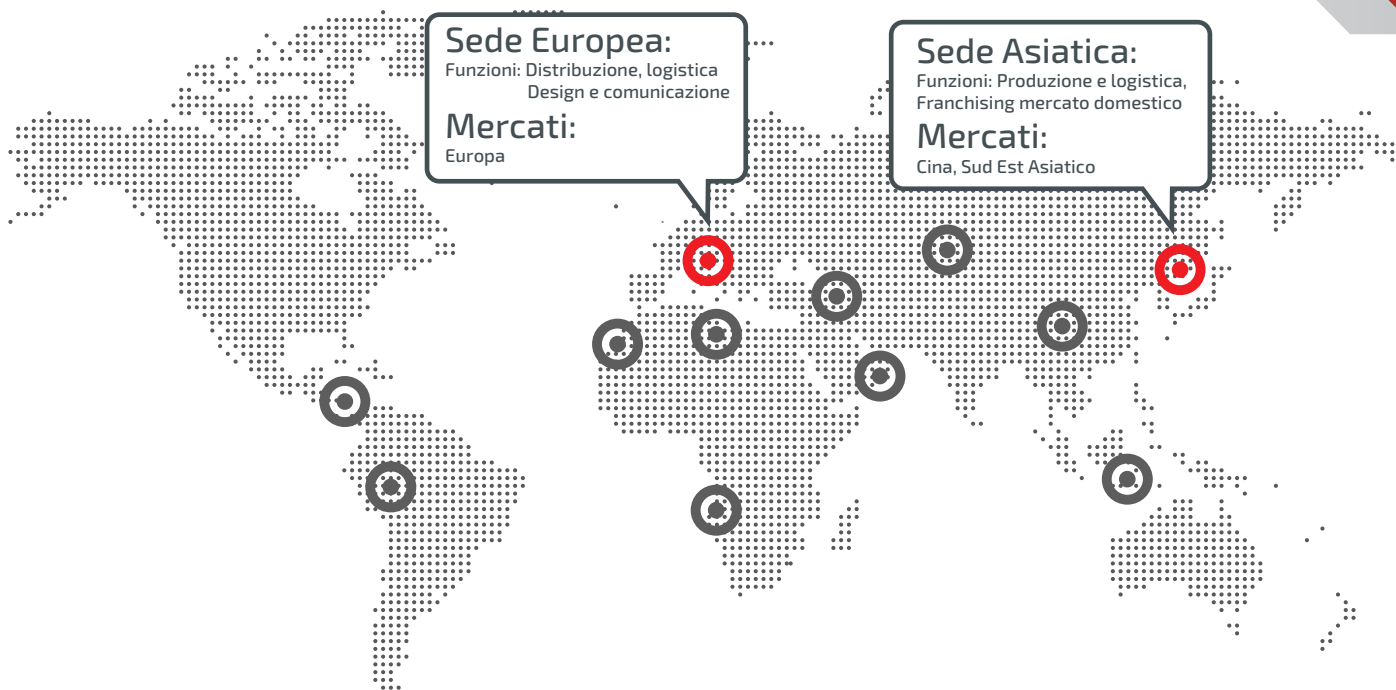 Sede Europea:
Funzioni: Distribuzione, logistica
Design e comunicazione
Mercati:
Europa
Sede Asiatica:
Funzioni: Produzione e logistica,
Franchising mercato domestico
Mercati:
Cina, Sud Est Asiatico